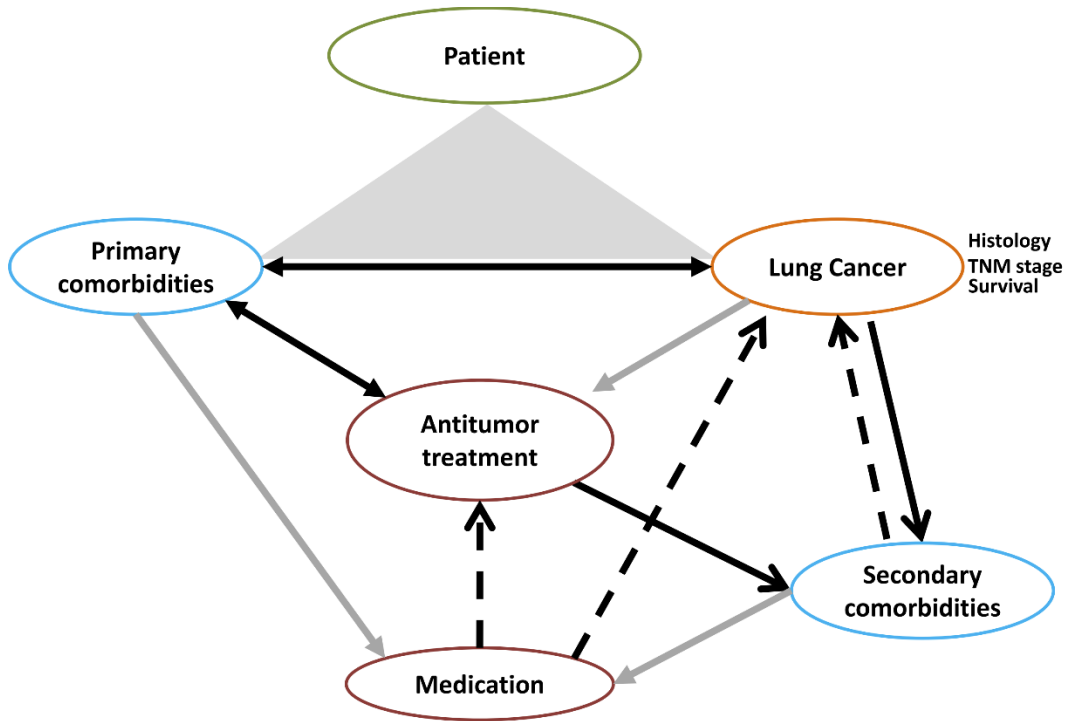 Patient
Primary
comorbidities
Lung Cancer
Histology
TNM stage
Survival
Antitumor
treatment
Secondary
comorbidities
Medication